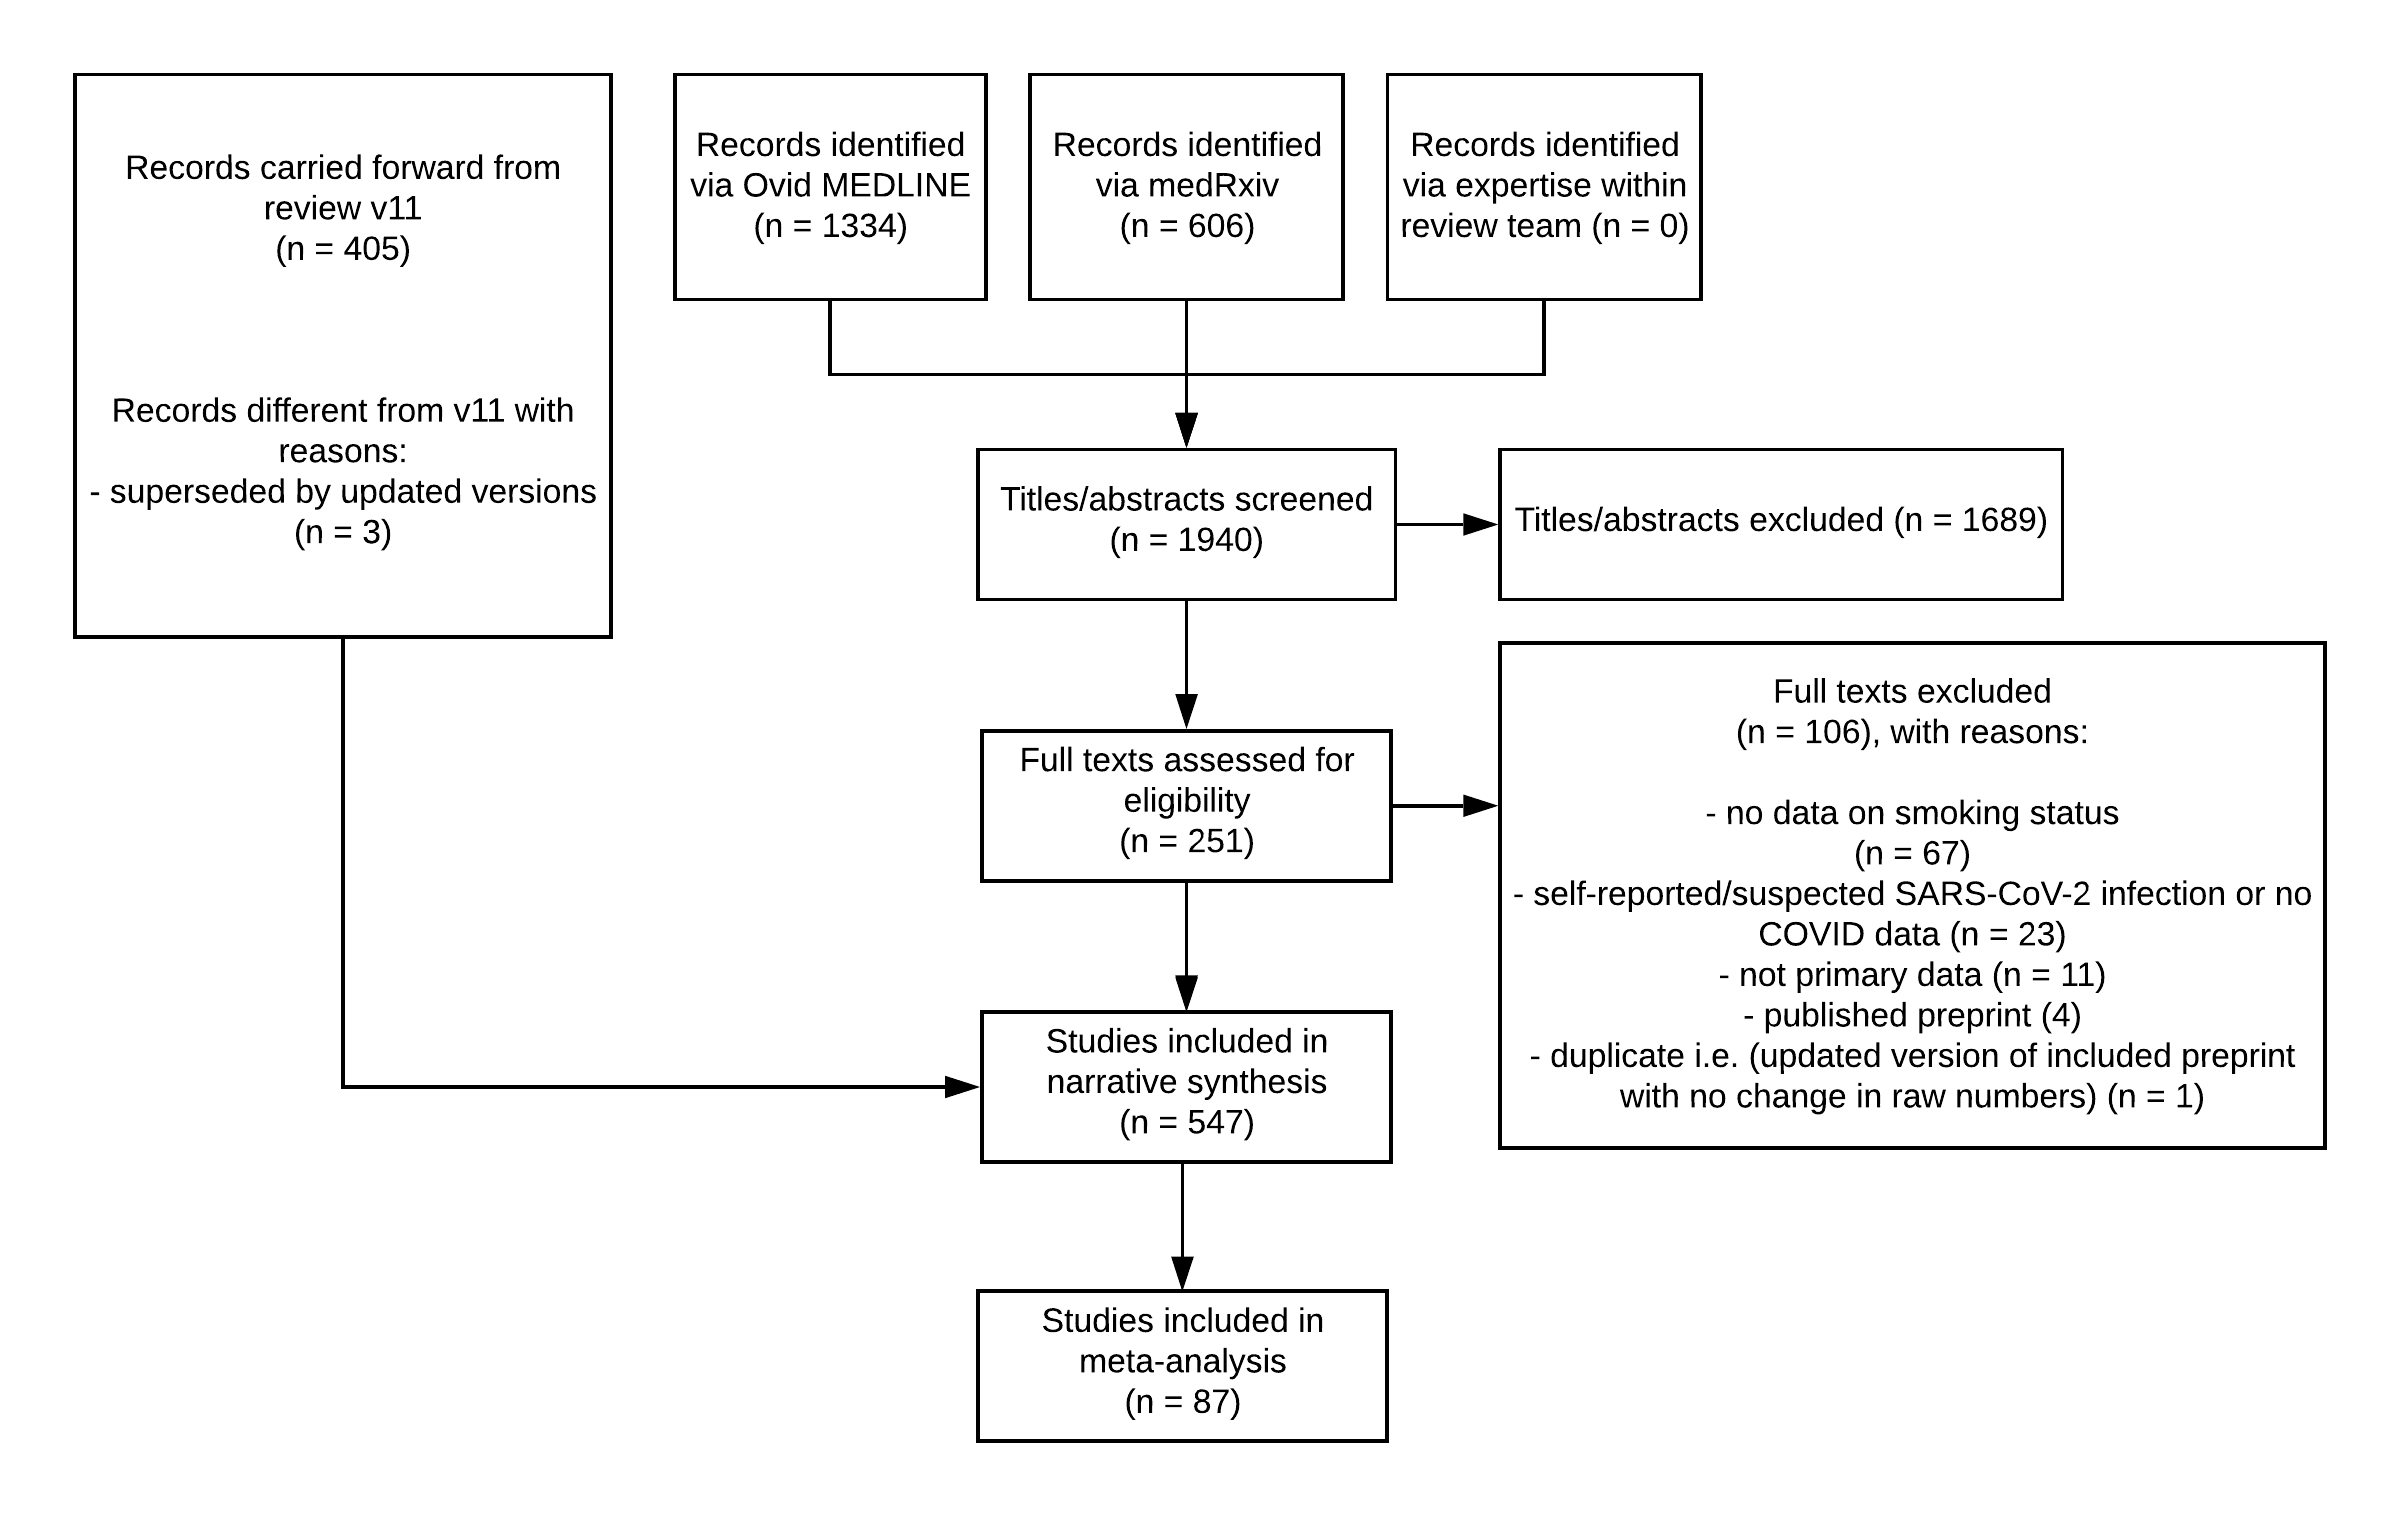 Records carried forward from
review v11
(n = 405)
Records different from v11 with
reasons:
- superseded by updated versions
(n = 3)
Records identified
via Ovid MEDLINE
(n = 1334)
Records identified
via medRxiv
(n = 606)
Records identified
via expertise within
review team (n = 0)
Titles/abstracts screened
(n = 1940)
Titles/abstracts excluded (n = 1689)
Full texts assessed for
eligibility
(n = 251)
Full texts excluded
(n = 106), with reasons:
- no data on smoking status
(n = 67)
- self-reported/suspected SARS-CoV-2 infection or no
COVID data (n = 23)
- not primary data (n = 11)
- published preprint (4)
- duplicate i.e. (updated version of included preprint
with no change in raw numbers) (n = 1)
Studies included in
narrative synthesis
(n = 547)
Studies included in
meta-analysis
(n = 87)